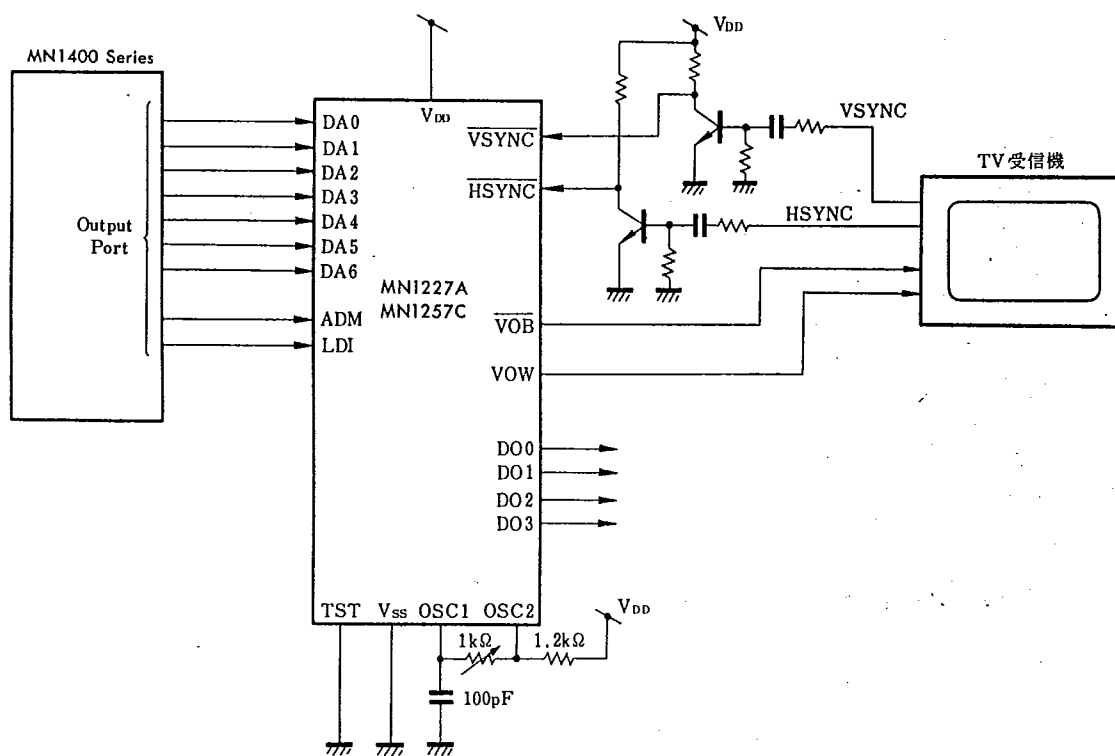 MN1400 Series
Output
Port
VDD
DA0
DA1
DA2
DA3
DA4
DA5
DA6
ADM
LDI
MN1227A
MN1257C
VSYNC
HSYNC
VOB
VOW
DO0
DO1
DO2
DO3
TST
VSS
OSC1
OSC2
VDD
VSYNC
HSYNC
TV受信機
1kΩ
1.2kΩ
VDD
100pF